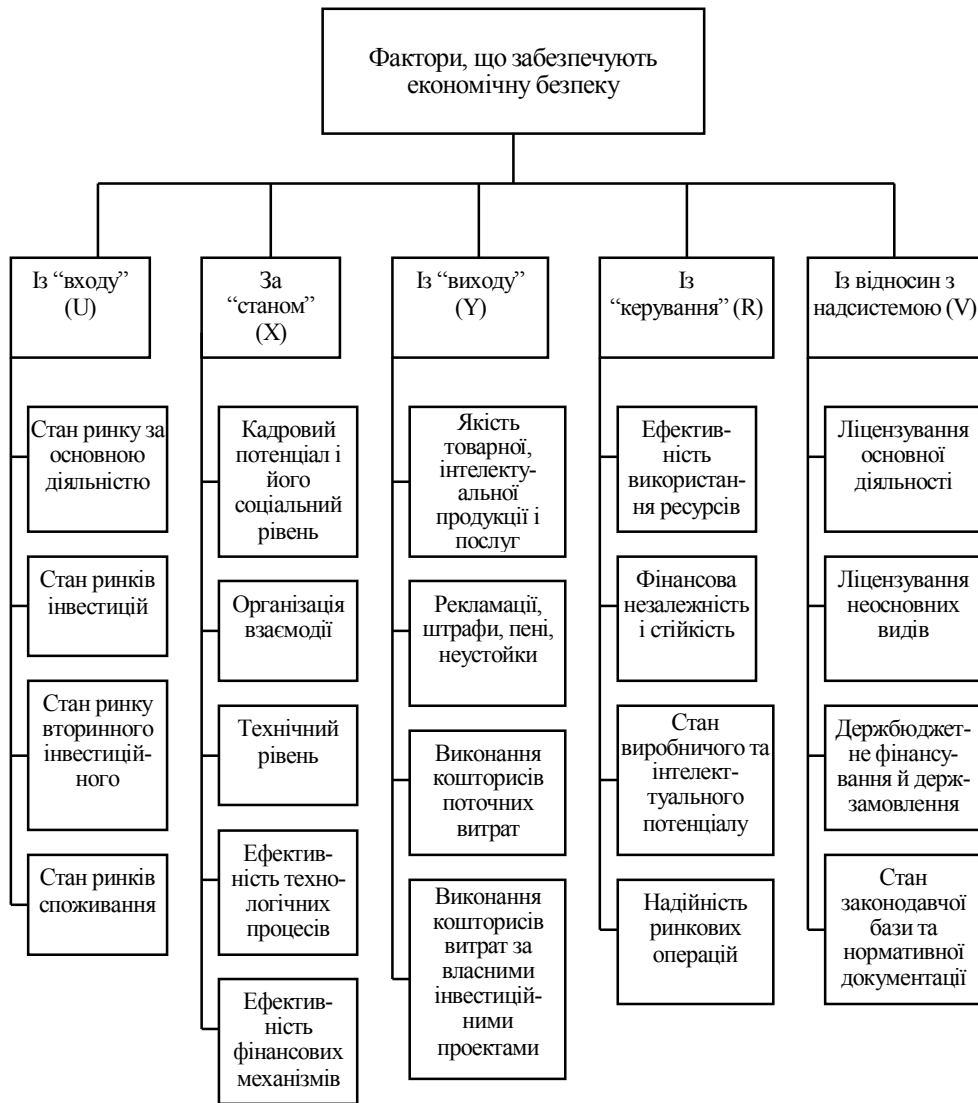 Фактори, що забезпечують
економічну безпеку
Із “входу”
(U)
Стан ринку за
основною
діяльністю
Стан ринків
інвестицій
Стан ринку
вторинного
інвестицій-
ного
Стан ринків
споживання
За
“станом”
(X)
Кадровий
потенціал і
його
соціальний
рівень
Організація
взаємодії
Технічний
рівень
Ефектив-
ність техно-
логічних
процесів
Ефектив-
ність
фінансових
механізмів
Із “виходу”
(Y)
Якість
товарної,
інтелекту-
альної
продукції і
послуг
Рекламації,
штрафи, пені,
неустойки
Виконання
кошторисів
поточних
витрат
Виконання
кошторисів
витрат за
власними
інвестицій-
ними
проектами
Із
“керування” (R)
Ефектив-
ність
використан-
ня ресурсів
Фінансова
незалежність
і стійкість
Стан
виробничого та
інтелект-
туального
потенціалу
Надійність
ринкових
операцій
Із відносин з
надсистемою (V)
Ліцензування
основної
діяльності
Ліцензування
неосновних
видів
Держбюджет-
не фінансу-
вання й держ-
замовлення
Стан
законодавчої
бази та
нормативної
документації